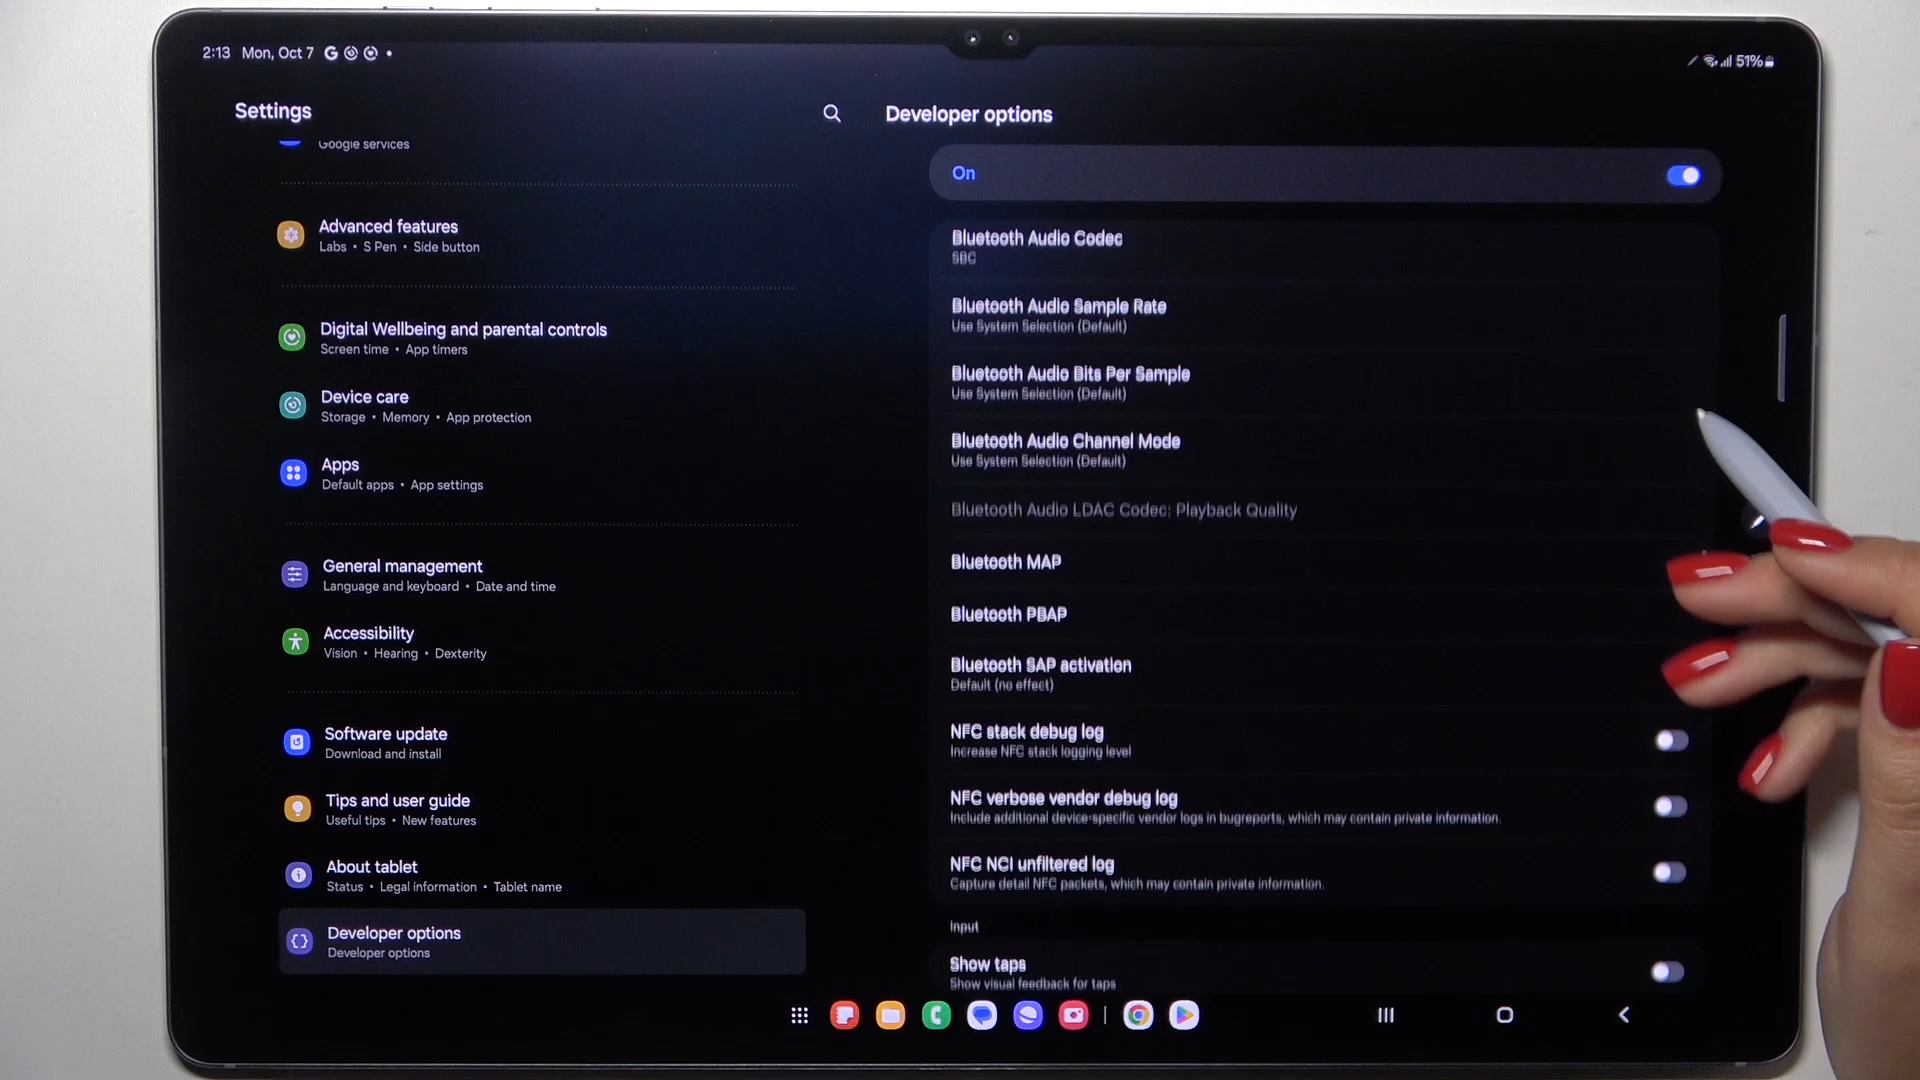 2:13 Mon, Oct 7
51%
Settings
Google services
Advanced features
Labs • S Pen • Side button
Digital Wellbeing and parental controls
Screen time • App timers
Device care
Storage • Memory • App protection
Apps
Default apps • App settings
General management
Language and keyboard • Date and time
Accessibility
Vision • Hearing • Dexterity
Software update
Download and install
Tips and user guide
Useful tips • New features
About tablet
Status • Legal information • Tablet name
Developer options
Developer options
Developer options
On
Bluetooth Audio Codec
SBC
Bluetooth Audio Sample Rate
Use System Selection (Default)
Bluetooth Audio Bits Per Sample
Use System Selection (Default)
Bluetooth Audio Channel Mode
Use System Selection (Default)
Bluetooth Audio LDAC Codec: Playback Quality
Bluetooth MAP
Bluetooth PBAP
Bluetooth SAP activation
Default (no effect)
NFC stack debug log
Increase NFC stack logging level
NFC verbose vendor debug log
Include additional device-specific vendor logs in bugreports, which may contain private information.
NFC NCI unfiltered log
Capture detail NFC packets, which may contain private information.
Input
Show taps
Show visual feedback for taps